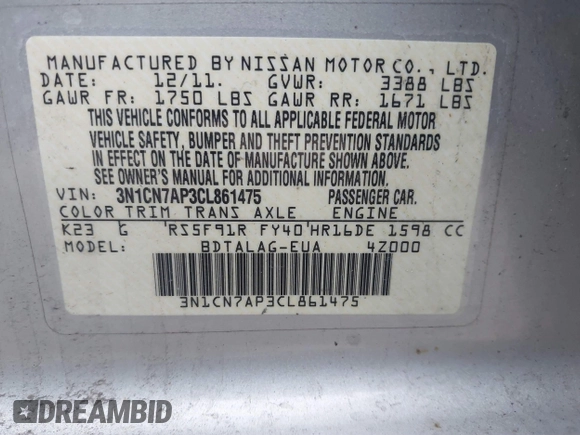 MANUFACTURED BY NISSAN MOTOR CO., LTD.
DATE: 12/11. GVWR: 3388 LBS
GAWR FR: 1750 LBS GAWR RR: 1671 LBS
THIS VEHICLE CONFORMS TO ALL APPLICABLE FEDERAL MOTOR
VEHICLE SAFETY, BUMPER AND THEFT PREVENTION STANDARDS
IN EFFECT ON THE DATE OF MANUFACTURE SHOWN ABOVE.
SEE OWNER'S MANUAL FOR ADDITIONAL INFORMATION.
VIN: 3N1CN7AP3CL861475 PASSENGER CAR.
COLOR TRIM TRANS AXLE ENGINE
K23 G 'RS5F91R FY40'HR16DE 1598 CC
MODEL: BDTALAG-EUA 4Z000
3N1CN7AP3CL861475
DREAMBID